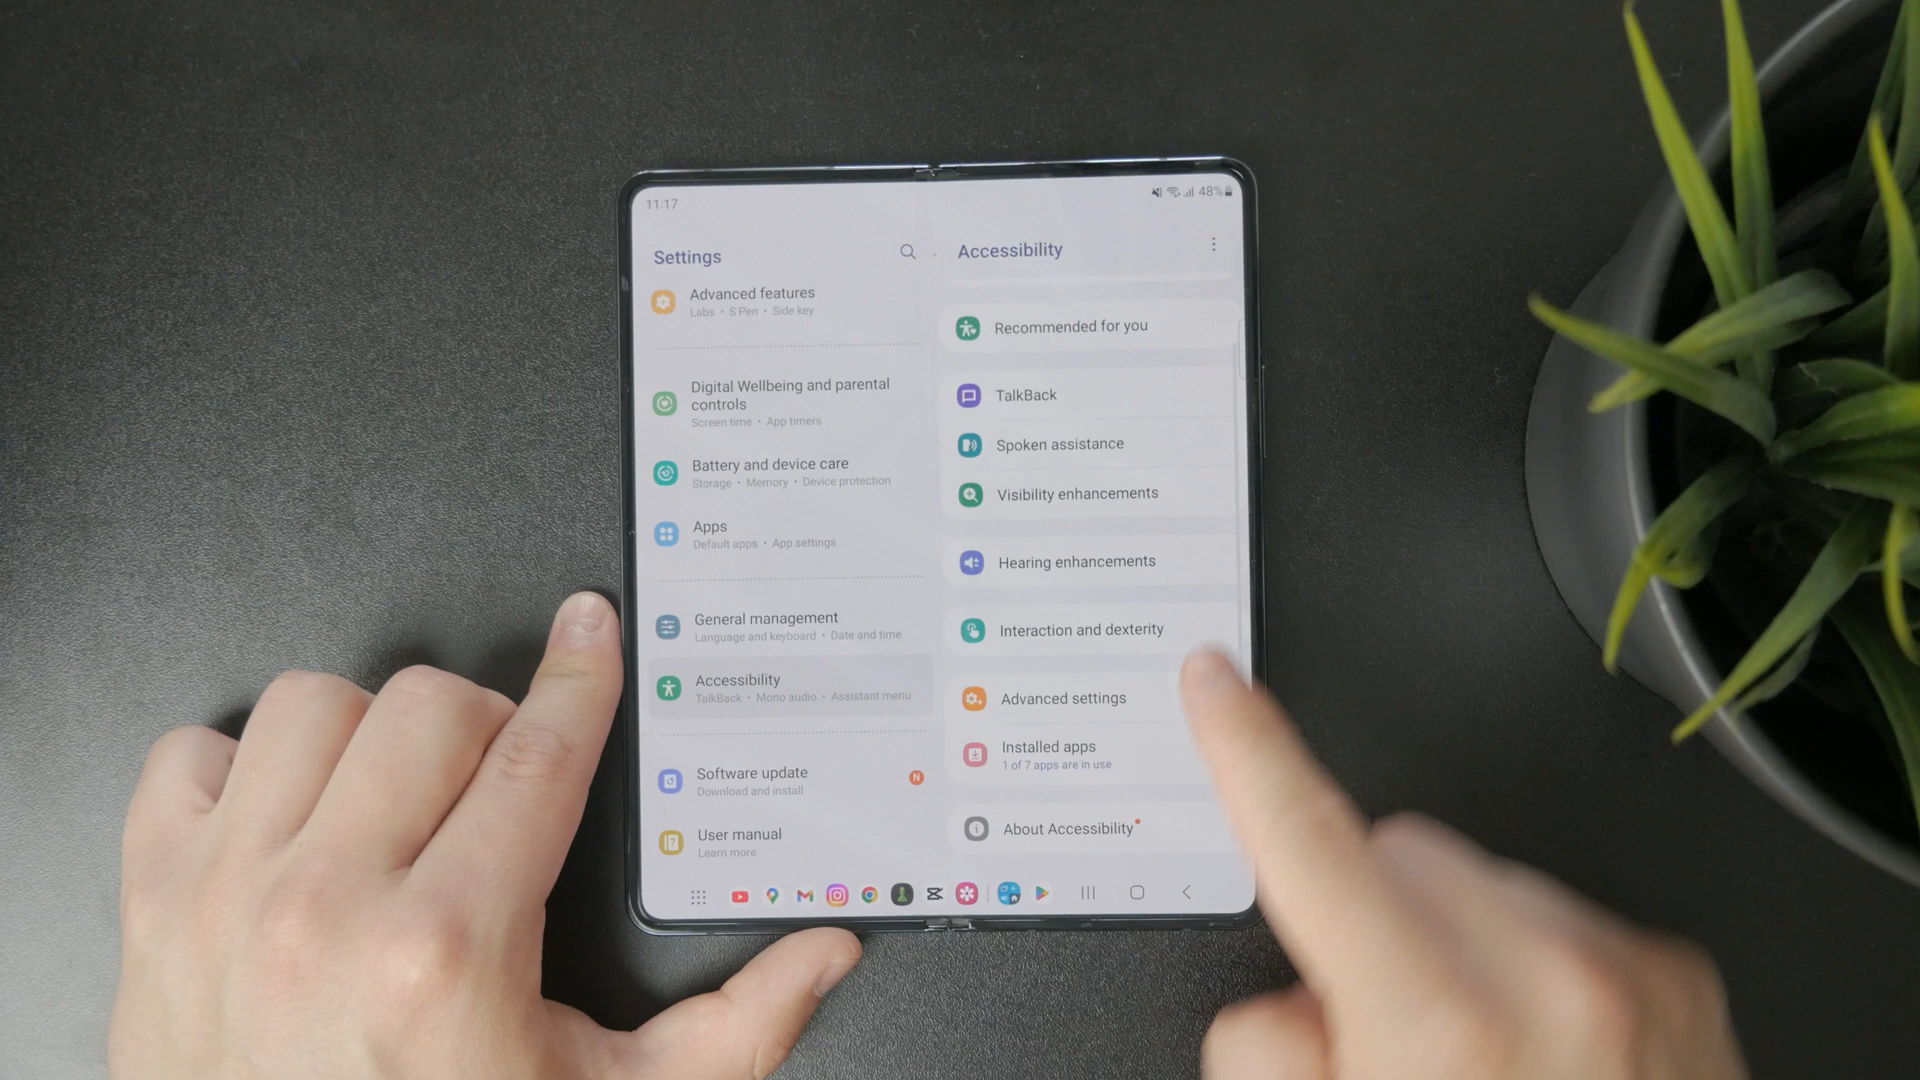 11:17
48%
Settings
Advanced features
Labs • S Pen • Side key
Digital Wellbeing and parental
controls
Screen time • App timers
Battery and device care
Storage • Memory • Device protection
Apps
Default apps • App settings
General management
Language and keyboard • Date and time
Accessibility
TalkBack • Mono audio • Assistant menu
Software update
N
Download and install
User manual
Learn more
Accessibility
Recommended for you
TalkBack
Spoken assistance
Visibility enhancements
Hearing enhancements
Interaction and dexterity
Advanced settings
Installed apps
1 of 7 apps are in use
About Accessibility